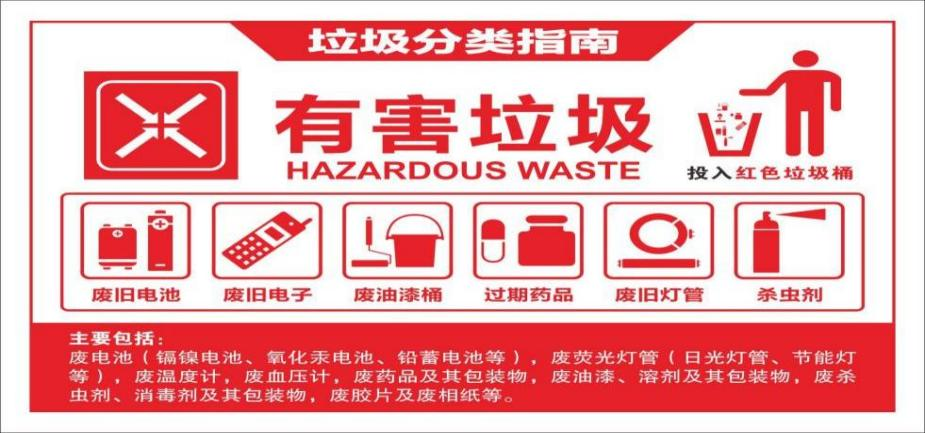 垃圾分类指南
有害垃圾
HAZARDOUS WASTE
投入红色垃圾桶
废旧电池
废旧电子
废油漆桶
过期药品
废旧灯管
杀虫剂
主要包括：
废电池（镉镍电池、氧化汞电池、铅蓄电池等），废荧光灯管（日光灯管、节能灯
等），废温度计，废血压计，废药品及其包装物，废油漆、溶剂及其包装物，废杀
虫剂、消毒剂及其包装物，废胶片及废相纸等。